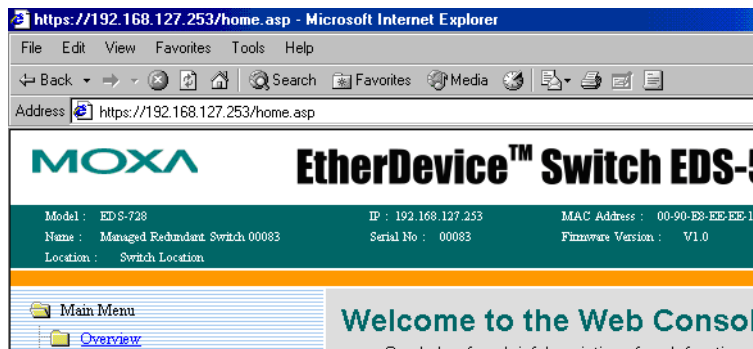 https://192.168.127.253/home.asp - Microsoft Internet Explorer
File Edit View Favorites Tools Help
Back Search Favorites Media
Address https://192.168.127.253/home.asp
MOXA EtherDevice™ Switch EDS-5
Model : EDS-728 IP : 192.168.127.253 MAC Address : 00-90-E8-EE-EE-1
Name : Managed Redundant Switch 00083 Serial No : 00083 Firmware Version : V1.0
Location : Switch Location
Main Menu
Overview
Welcome to the Web Consol